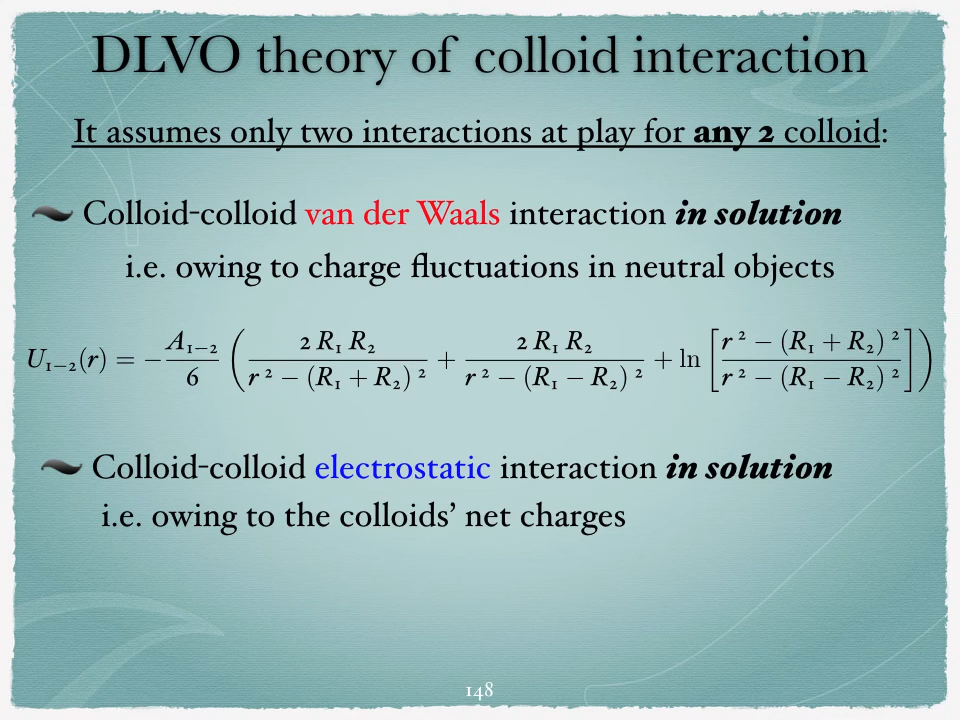 DLVO theory of colloid interaction
It assumes only two interactions at play for any 2 colloid:
Colloid-colloid van der Waals interaction in solution
i.e. owing to charge fluctuations in neutral objects
U₁₋₂(r) = − A₁₋₂/6 ( 2 R₁ R₂ / (r² − (R₁ + R₂)²) + 2 R₁ R₂ / (r² − (R₁ − R₂)²) + ln [ (r² − (R₁ + R₂)²) / (r² − (R₁ − R₂)²) ] )
Colloid-colloid electrostatic interaction in solution
i.e. owing to the colloids’ net charges
148